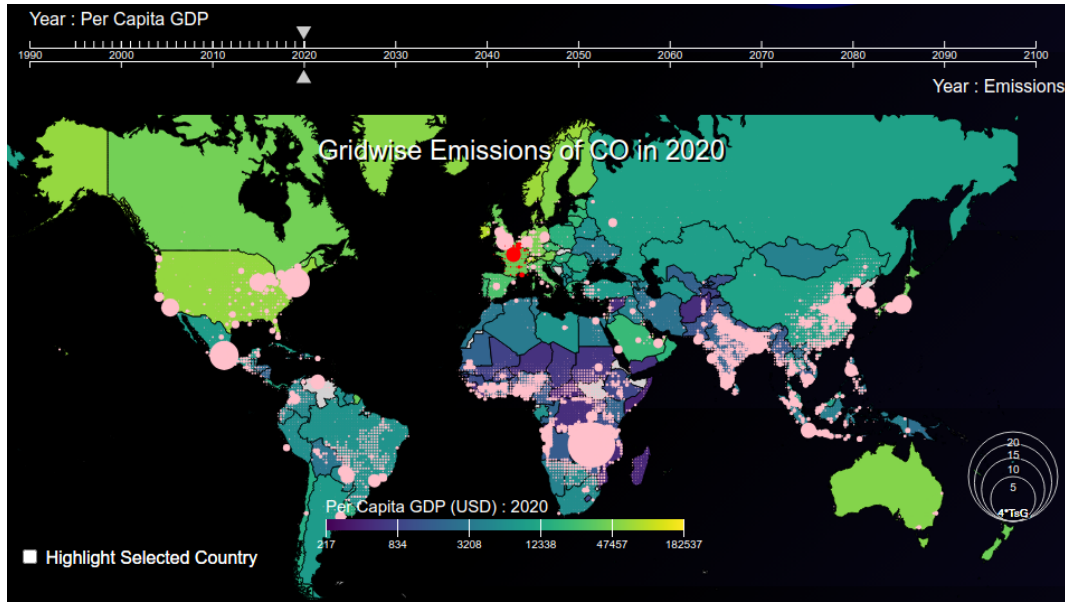 Year : Per Capita GDP
1990 2000 2010 2020 2030 2040 2050 2060 2070 2080 2090 2100
Year : Emissions
Gridwise Emissions of CO in 2020
20
15
10
5
4*TsG
Per Capita GDP (USD) : 2020
217 834 3208 12338 47457 182537
Highlight Selected Country